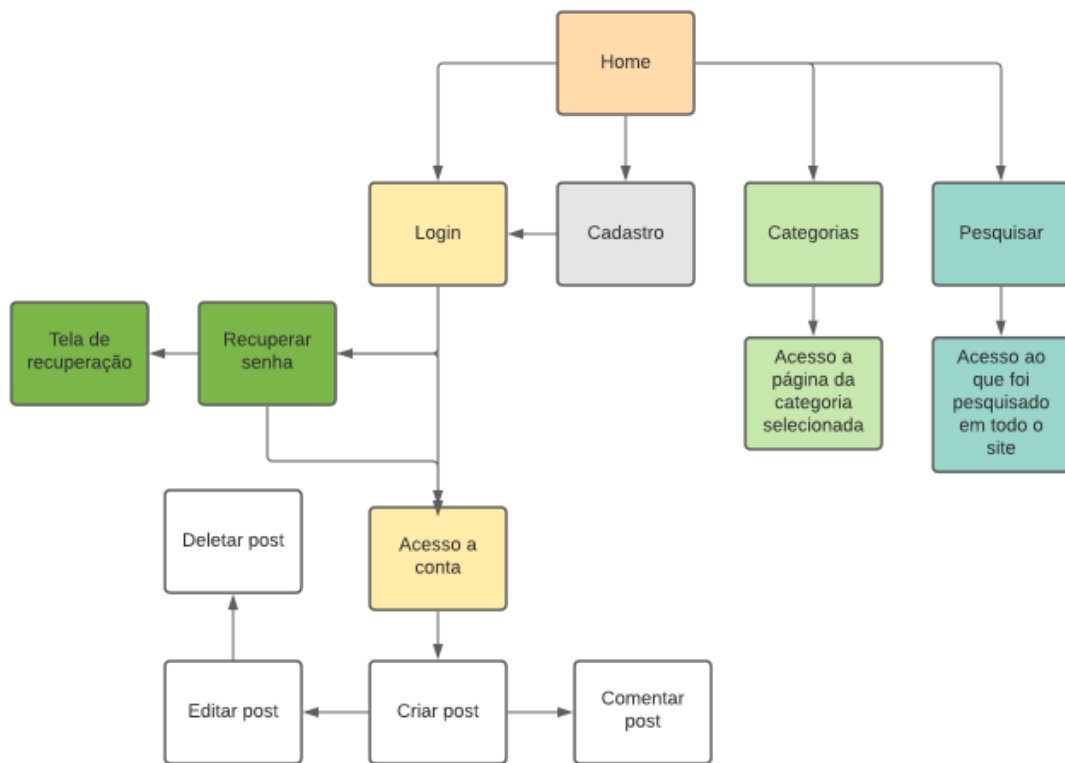 Home
Login
Cadastro
Categorias
Pesquisar
Tela de
recuperação
Recuperar
senha
Acesso a
página da
categoria
selecionada
Acesso ao
que foi
pesquisado
em todo o
site
Deletar post
Acesso a
conta
Editar post
Criar post
Comentar
post